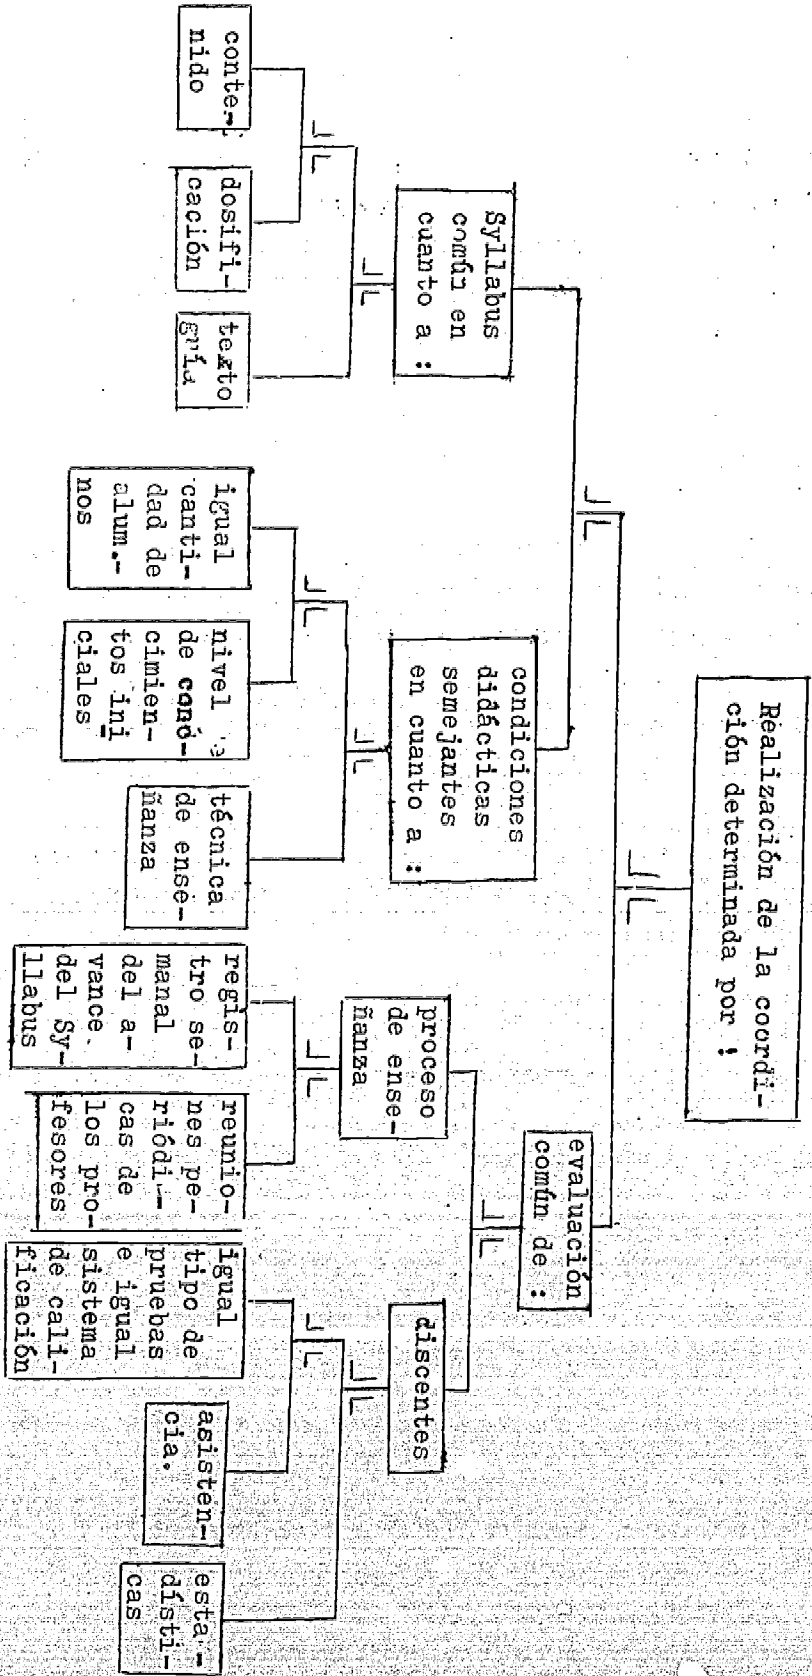 Realización de la coordi-
ción determinada por :
Syllabus
común en
cuanto a :
condiciones
didácticas
semejantes
en cuanto a :
evaluación
común de :
proceso
de ense-
ñanza
discentes
conte-
nido
dosifi-
cación
texto
guía
igual
canti-
dad de
alum.-
nos
nivel
de conó-
cimien-
tos ini
ciales
técnica
de ense-
ñanza
regis-
tro se-
manal
del a-
vance.
del Sy-
llabus
reunio-
nes pe-
riódi.-
cas de
los pro-
fesores
igual
tipo de
pruebas
e igual
sistema
de cali-
ficación
asisten-
cia.
esta.-
dísti-
cas